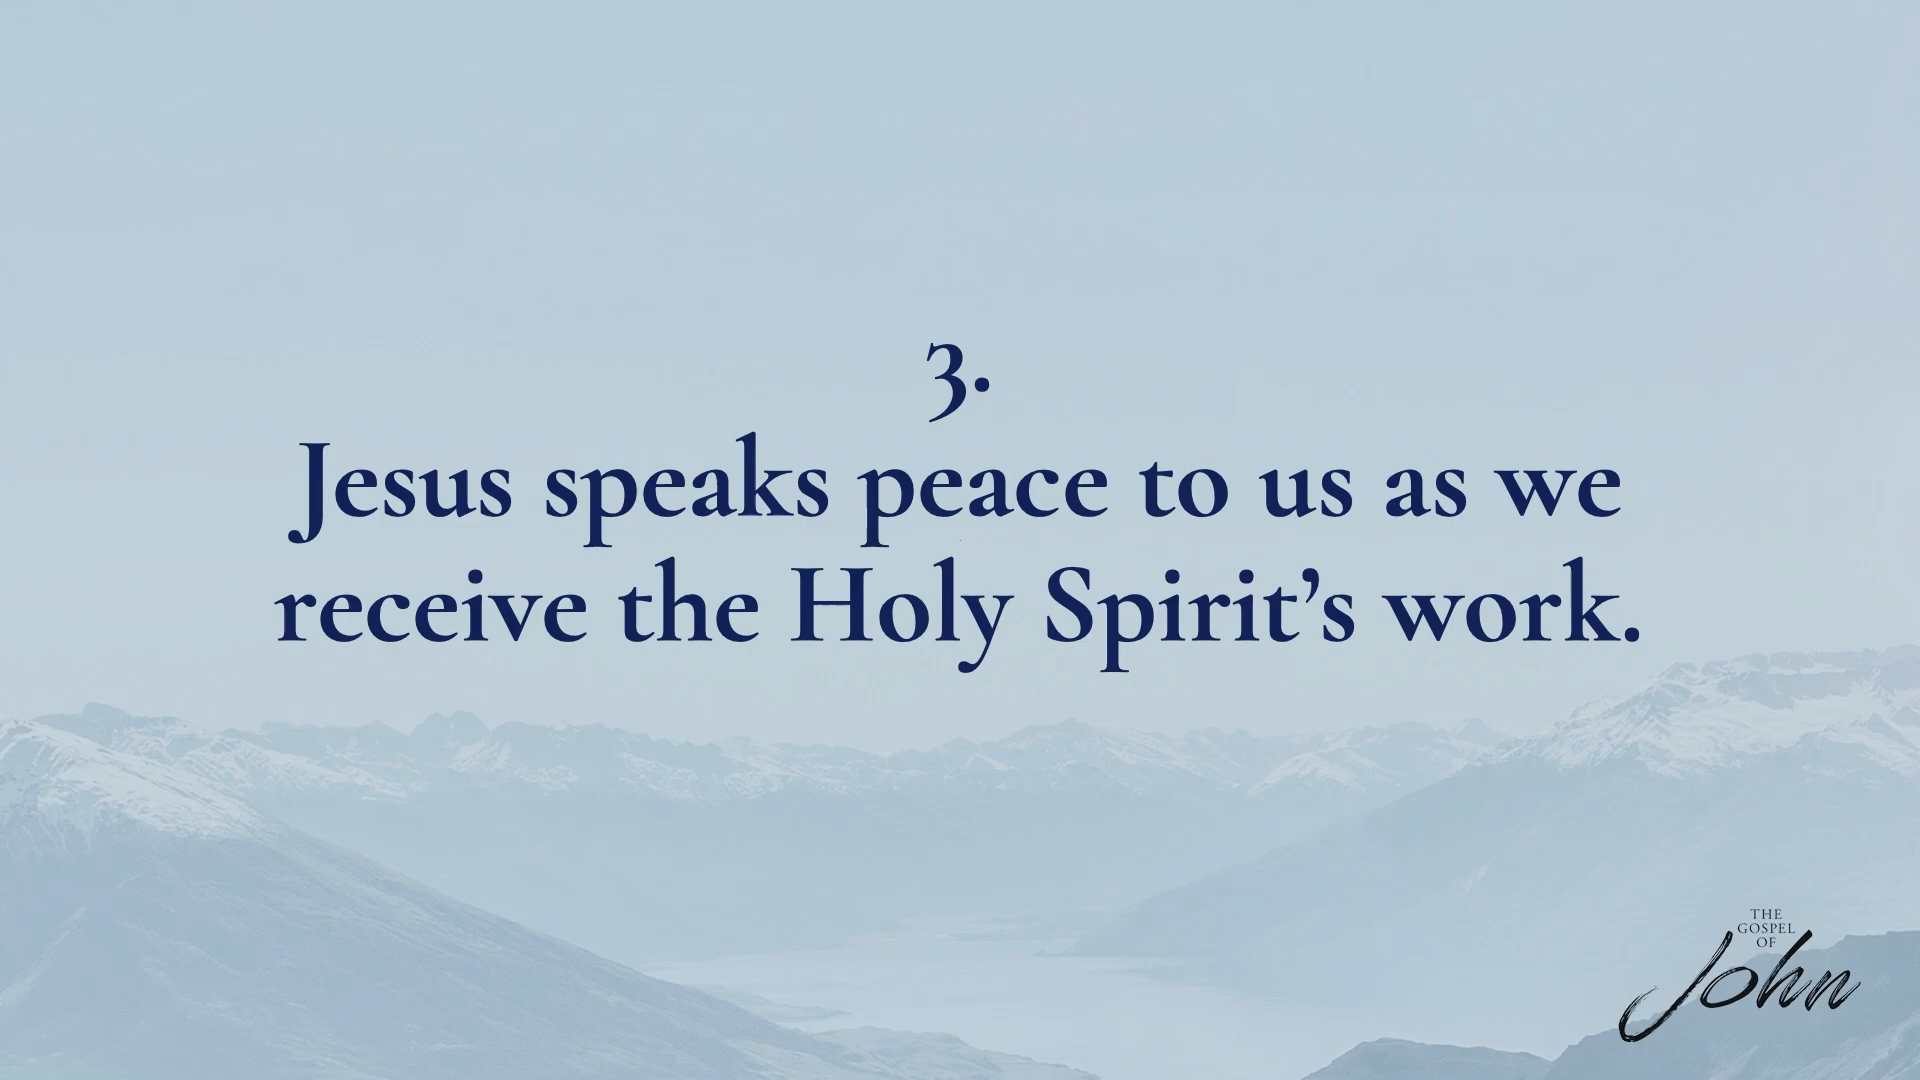 3.
Jesus speaks peace to us as we
receive the Holy Spirit’s work.
THE
GOSPEL
OF
John